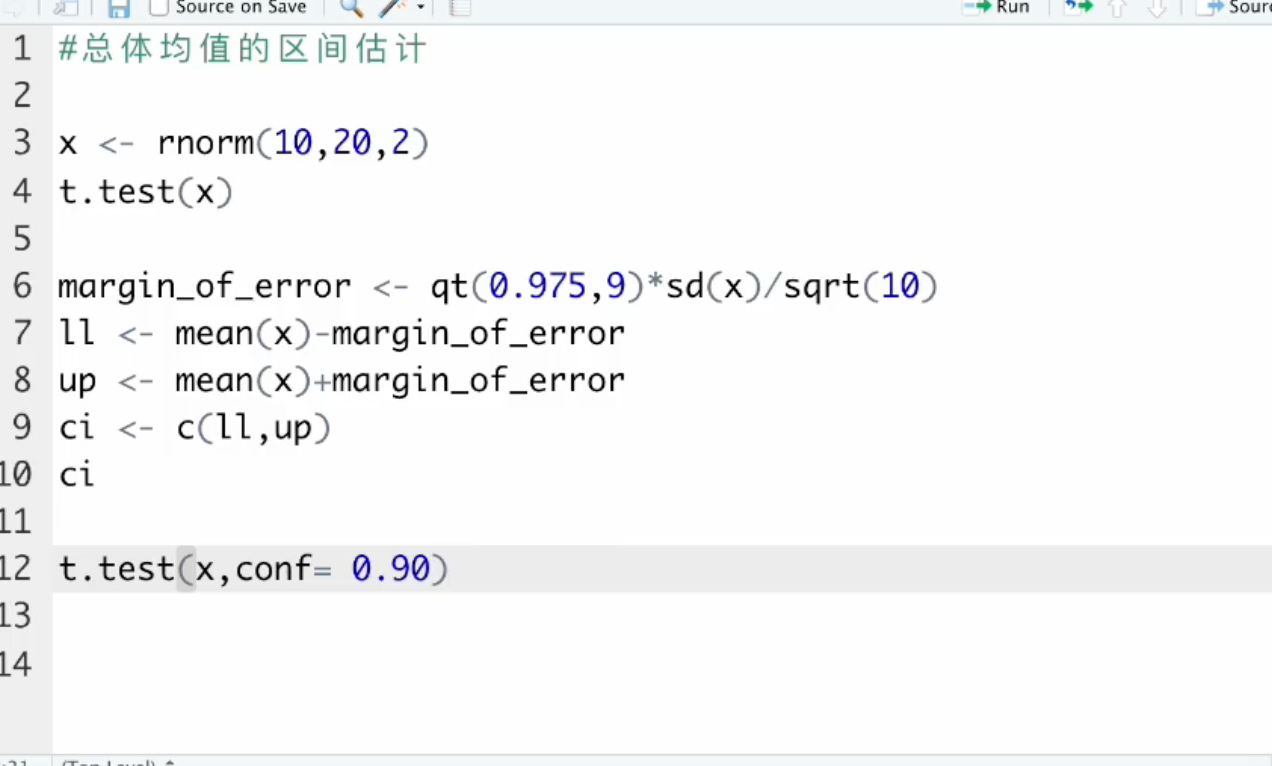 Source on Save
Run
1 #总体均值的区间估计
2
3 x <- rnorm(10,20,2)
4 t.test(x)
5
6 margin_of_error <- qt(0.975,9)*sd(x)/sqrt(10)
7 ll <- mean(x)-margin_of_error
8 up <- mean(x)+margin_of_error
9 ci <- c(ll,up)
10 ci
11
12 t.test(x,conf= 0.90)
13
14
(Top Level)